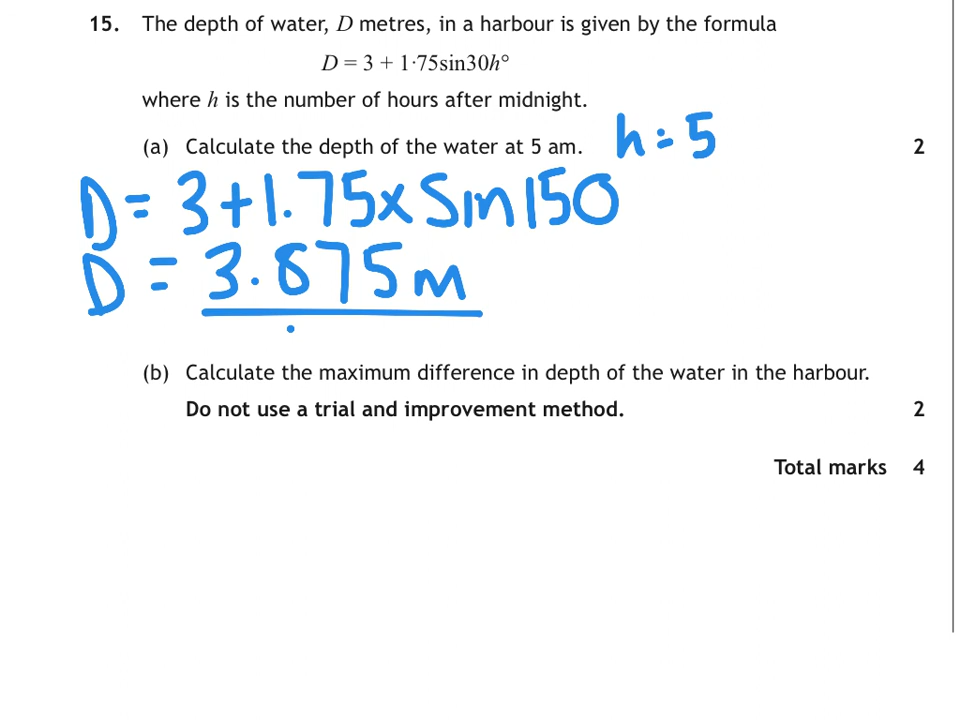 15. The depth of water, D metres, in a harbour is given by the formula
D = 3 + 1·75sin30h°
where h is the number of hours after midnight.
(a) Calculate the depth of the water at 5 am. h = 5 2
D = 3+1.75x Sin 150
D = 3.875m
(b) Calculate the maximum difference in depth of the water in the harbour.
Do not use a trial and improvement method. 2
Total marks 4